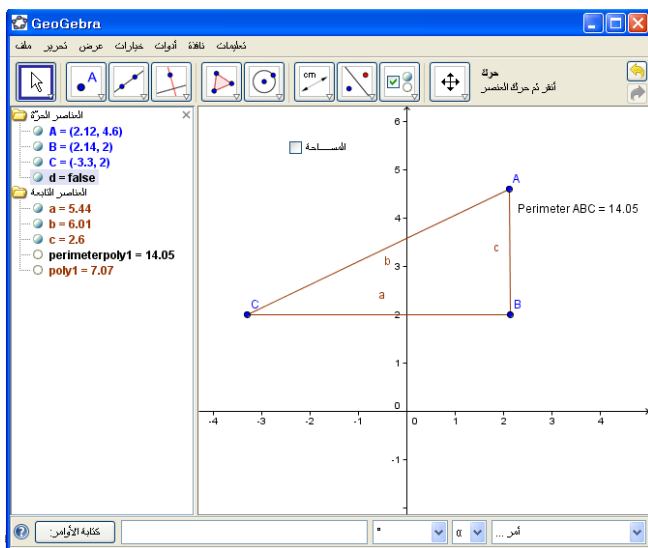 GeoGebra
ملف تحرير عرض خيارات أدوات نافذة تعليمات
A
cm
حرك
أنقر ثم حرك العنصر
العناصر الحرّة
A = (2.12, 4.6)
B = (2.14, 2)
C = (-3.3, 2)
d = false
العناصر التابعة
a = 5.44
b = 6.01
c = 2.6
perimeterpoly1 = 14.05
poly1 = 7.07
المســـاحة
6
5
A
Perimeter ABC = 14.05
4
c
b 3
a
C
B
2
1
0
-4 -3 -2 -1 0 1 2 3 4
-1
كتابة الأوامر:
°
α
أمر ...